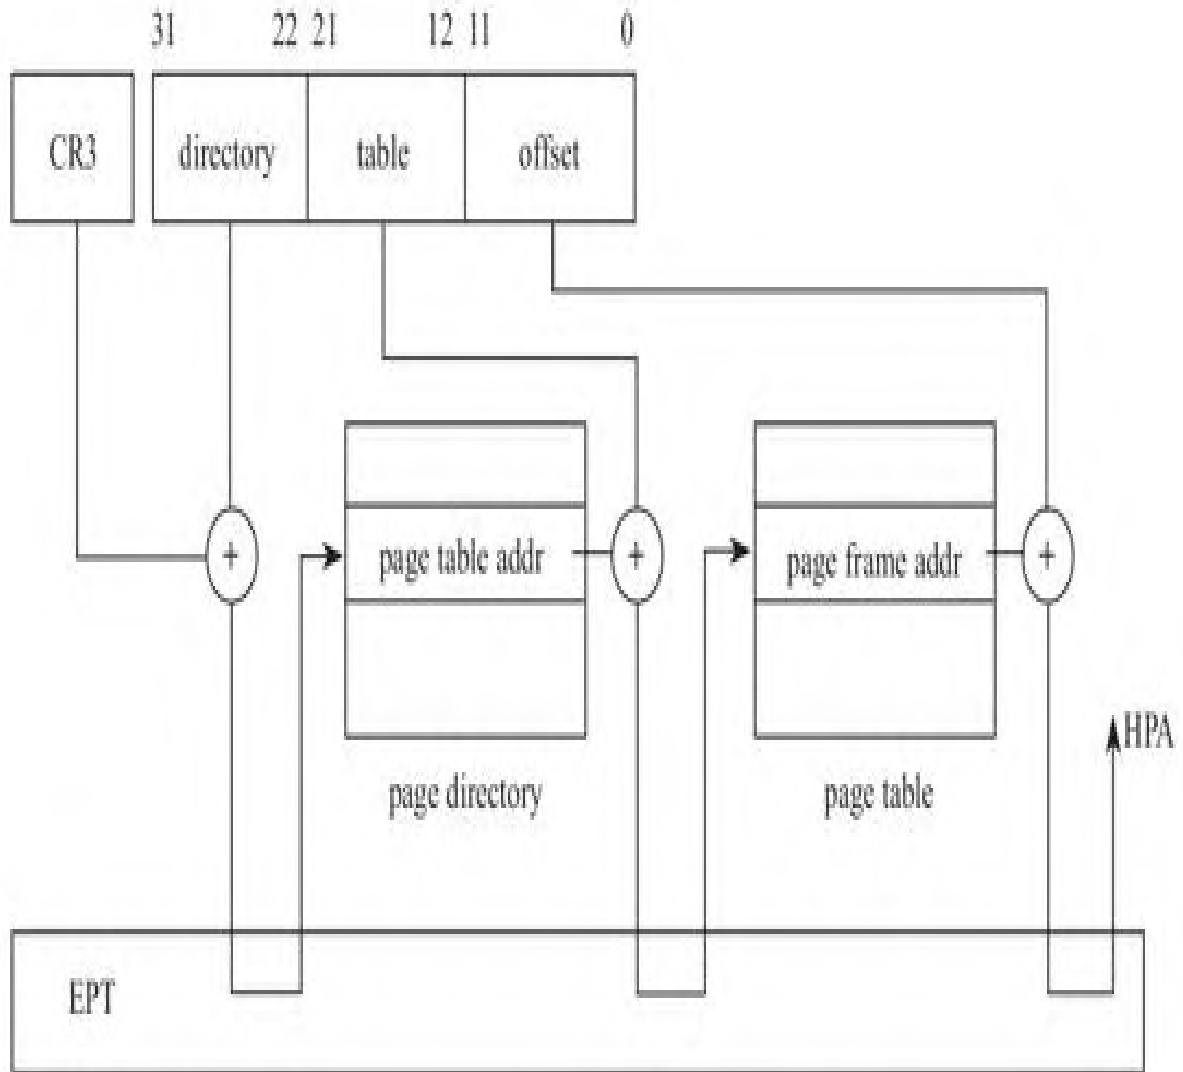 31 22 21 12 11 0
CR3 directory table offset
+ page table addr + page frame addr +
HPA
page directory page table
EPT